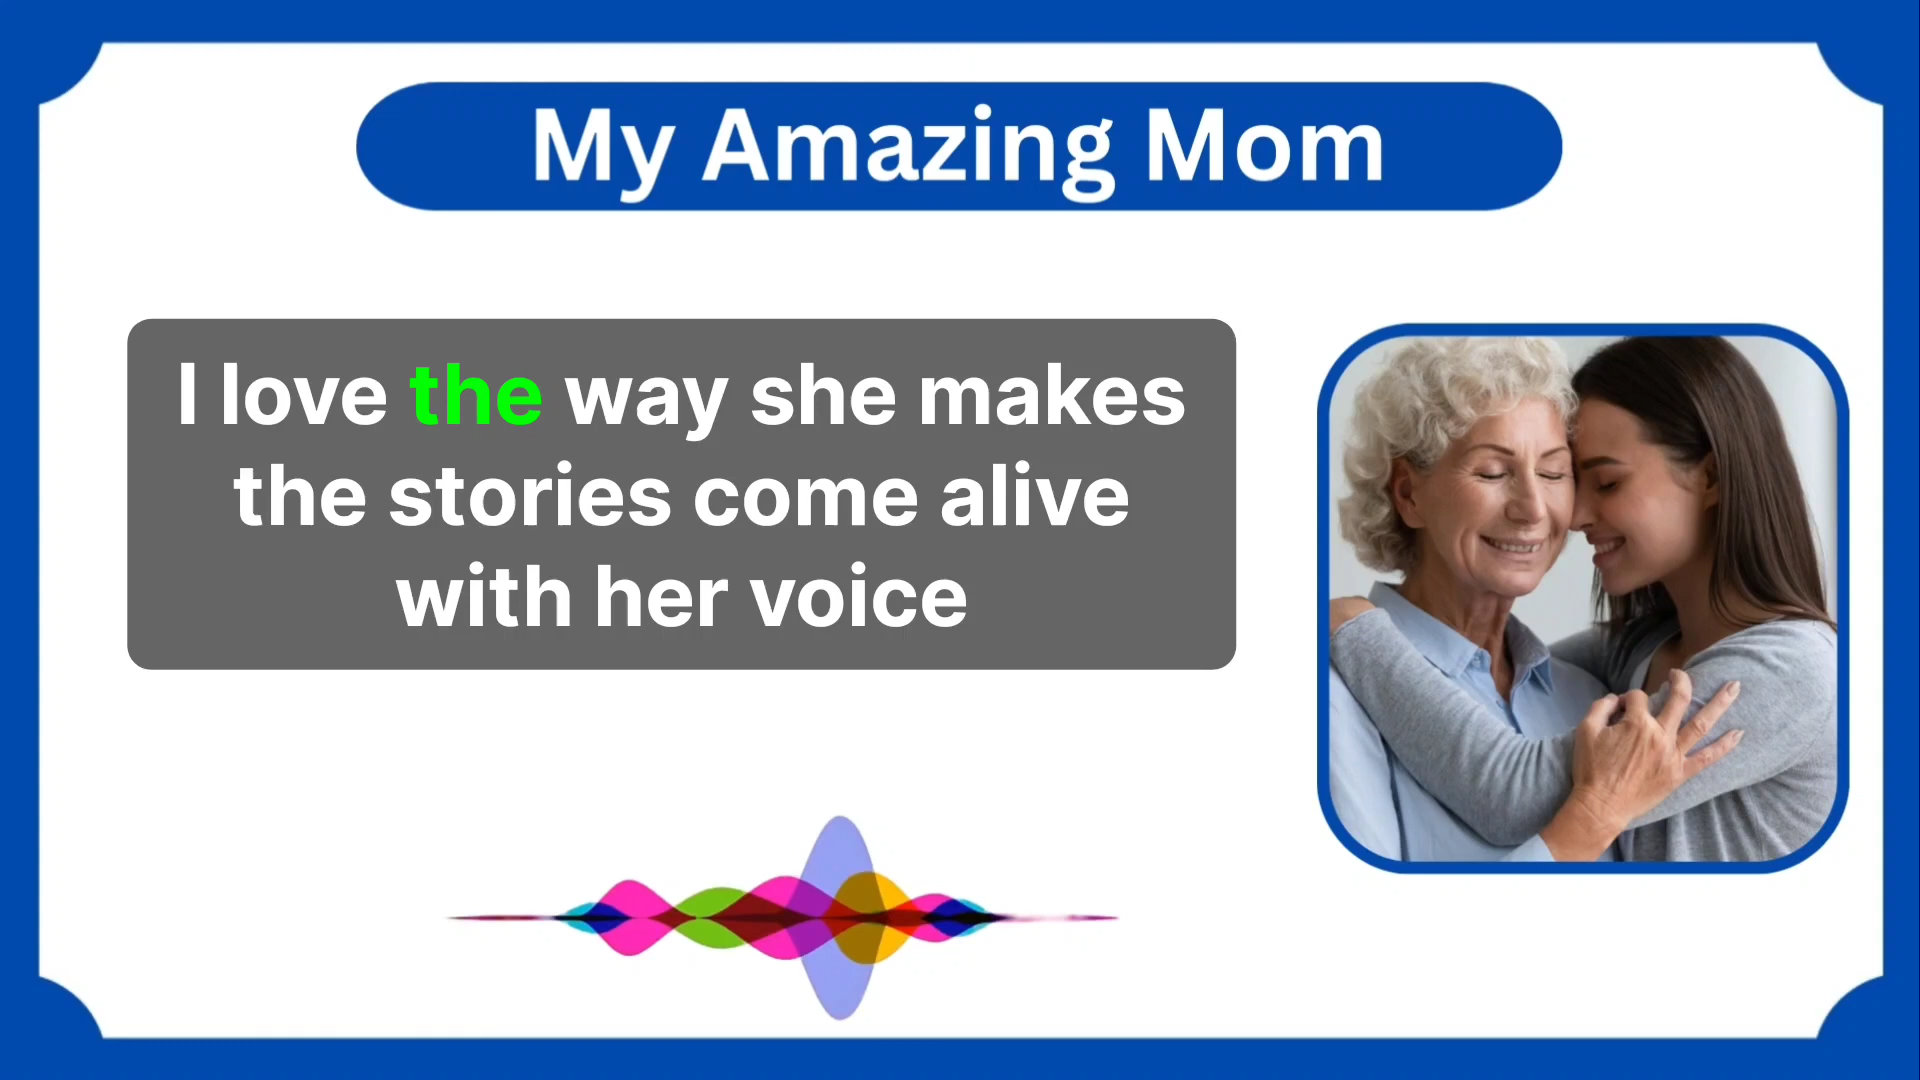 My Amazing Mom
I love the way she makes
the stories come alive
with her voice